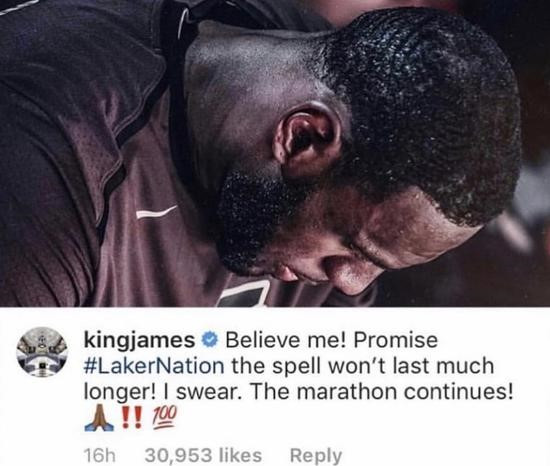 kingjames Believe me! Promise
#LakerNation the spell won't last much
longer! I swear. The marathon continues!
🙏🏾‼️💯
16h 30,953 likes Reply